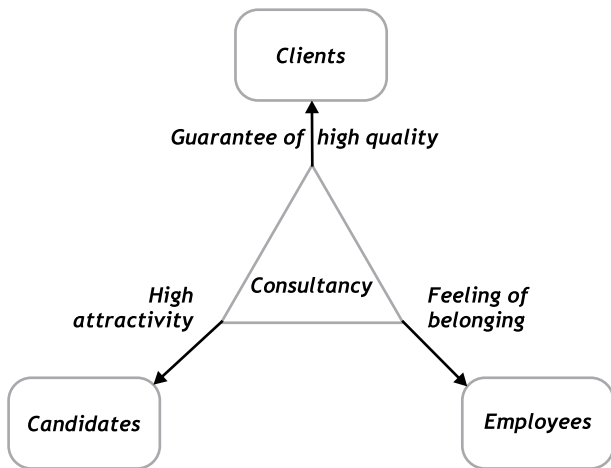 Clients
Guarantee of high quality
Consultancy
High
attractivity
Feeling of
belonging
Candidates
Employees